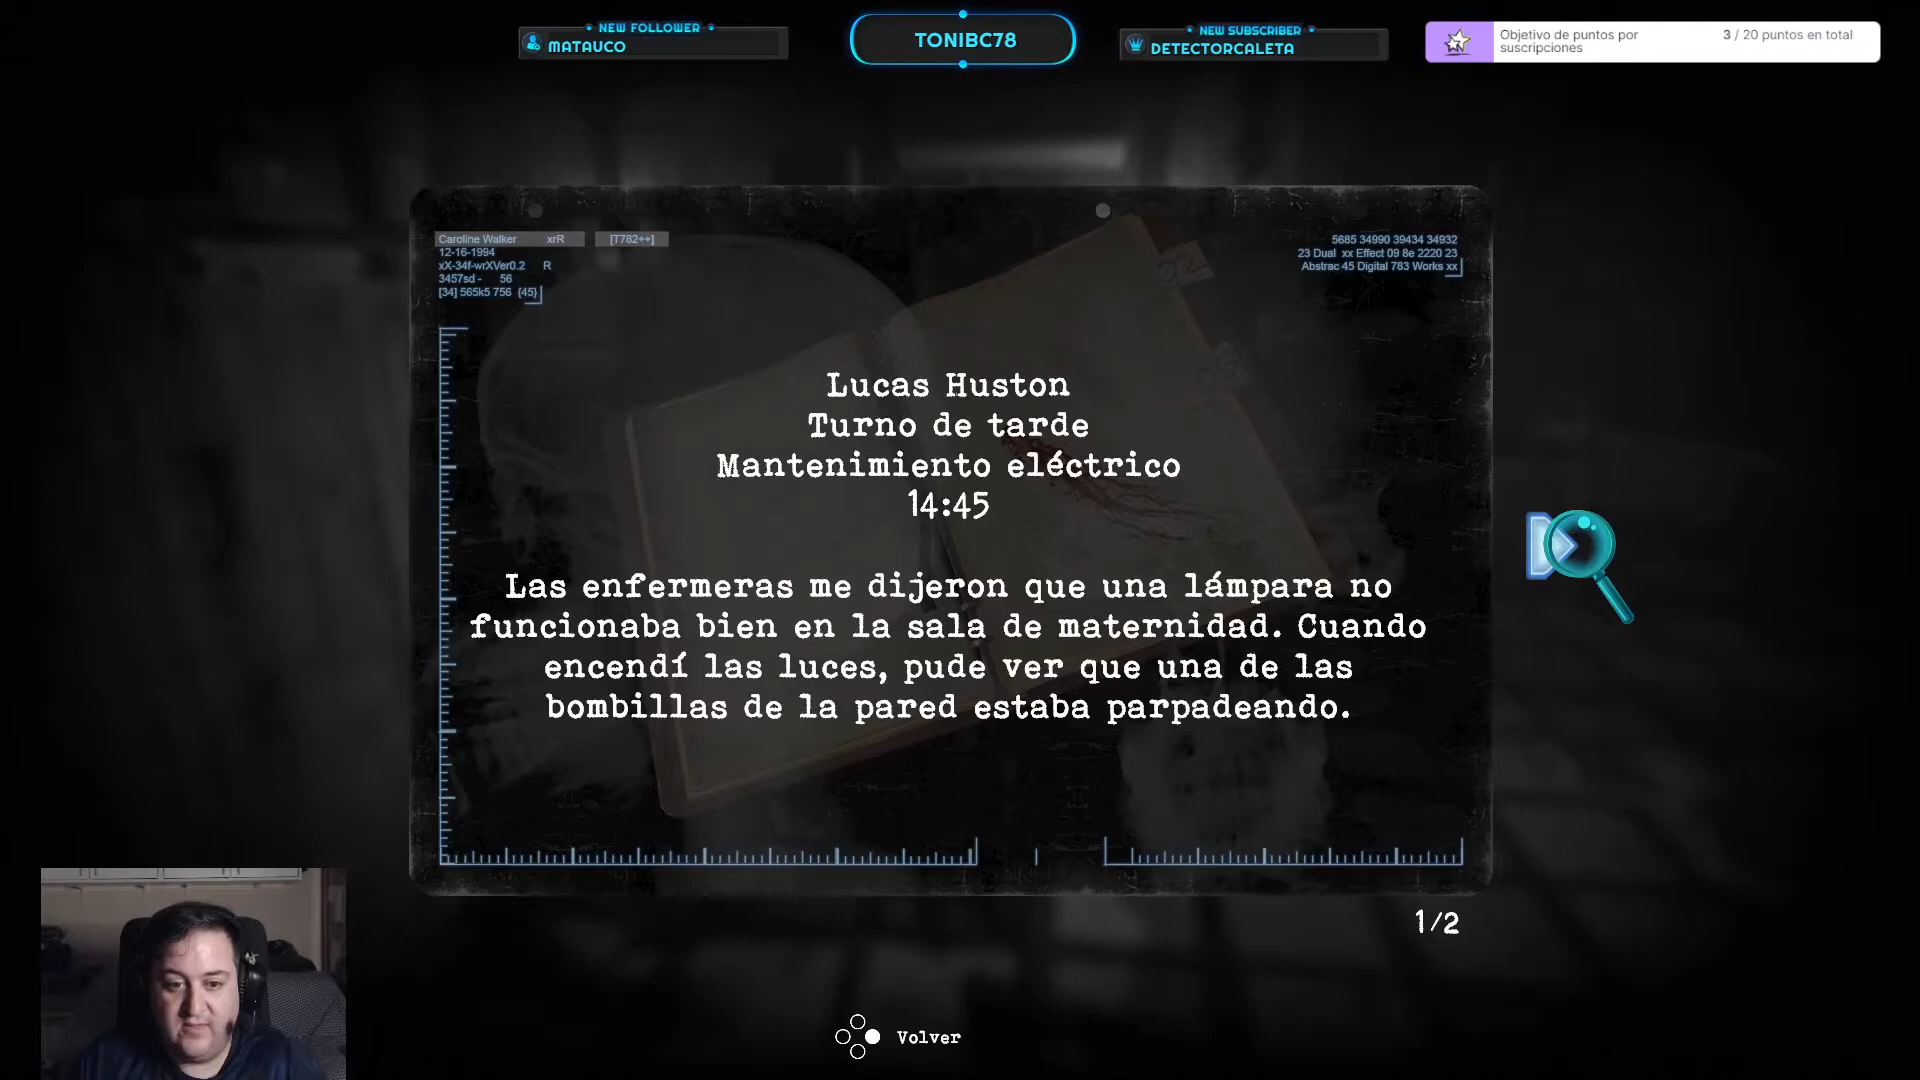 NEW FOLLOWER
MATAUCO
TONIBC78
NEW SUBSCRIBER
DETECTORCALETA
Objetivo de puntos por suscripciones
3 / 20 puntos en total
Caroline Walker xrR [T782++]
12-16-1994
xX-34f-wrXVer0.2 R
3457sd - 56
[34] 565k5 756 {45}
5685 34990 39434 34932
23 Dual xx Effect 09 8e 2220 23
Abstrac 45 Digital 783 Works xx
Lucas Huston
Turno de tarde
Mantenimiento eléctrico
14:45
Las enfermeras me dijeron que una lámpara no
funcionaba bien en la sala de maternidad. Cuando
encendí las luces, pude ver que una de las
bombillas de la pared estaba parpadeando.
1/2
Volver